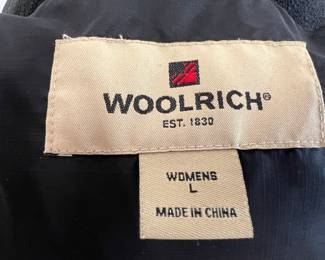 WOOLRICH®
EST. 1830
WOMENS
L
MADE IN CHINA